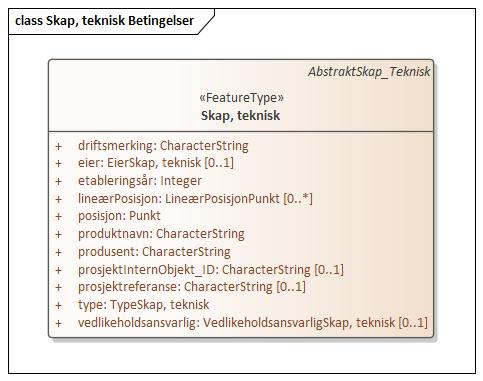 class Skap, teknisk Betingelser
AbstraktSkap_Teknisk
«FeatureType»
Skap, teknisk
+ driftsmerking: CharacterString
+ eier: EierSkap, teknisk [0..1]
+ etableringsår: Integer
+ lineærPosisjon: LineærPosisjonPunkt [0..*]
+ posisjon: Punkt
+ produktnavn: CharacterString
+ produsent: CharacterString
+ prosjektInternObjekt_ID: CharacterString [0..1]
+ prosjektreferanse: CharacterString [0..1]
+ type: TypeSkap, teknisk
+ vedlikeholdsansvarlig: VedlikeholdsansvarligSkap, teknisk [0..1]